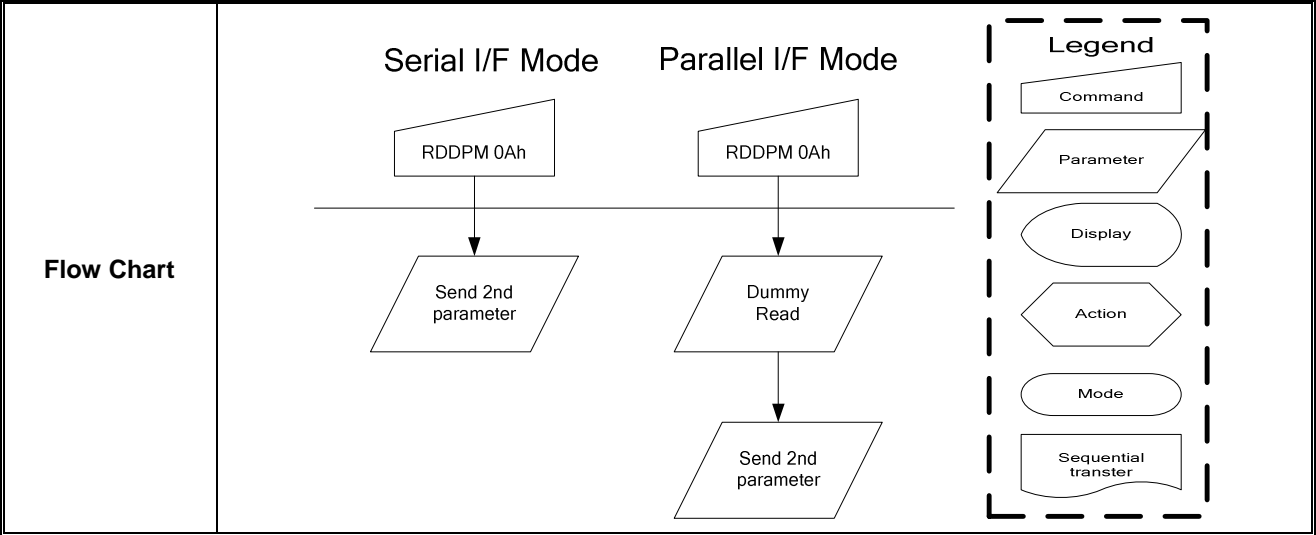 Flow Chart
Serial I/F Mode
RDDPM 0Ah
Send 2nd
parameter
Parallel I/F Mode
RDDPM 0Ah
Dummy
Read
Send 2nd
parameter
Legend
Command
Parameter
Display
Action
Mode
Sequential
transter